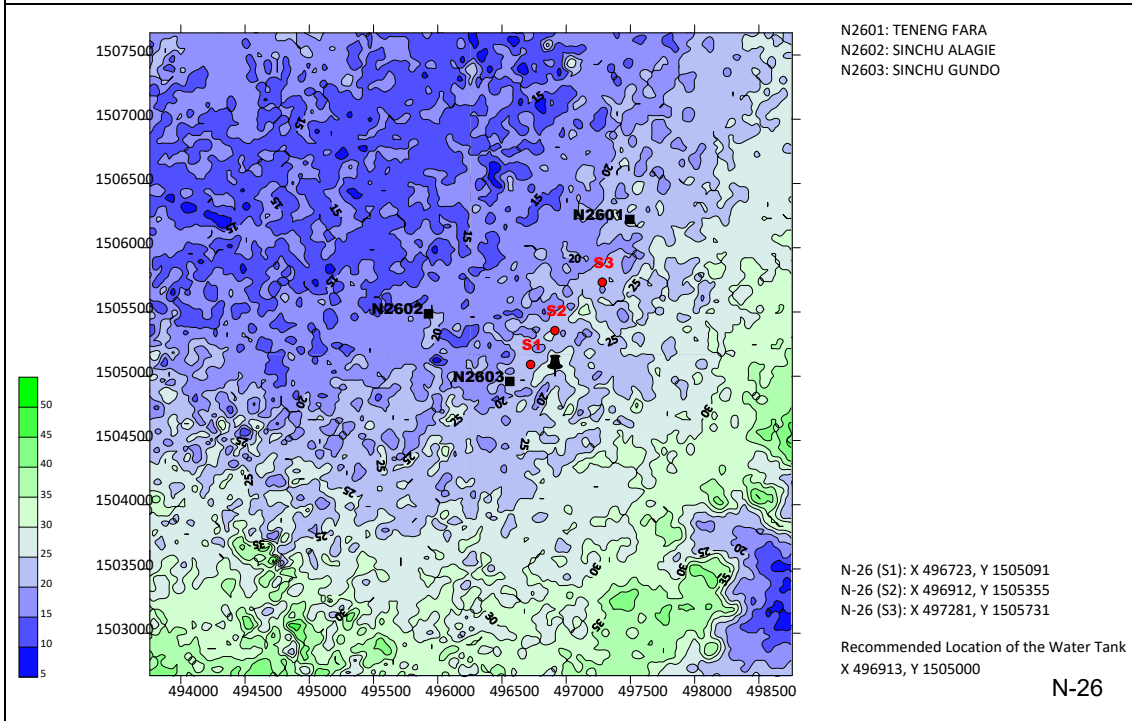 N2601: TENENG FARA
N2602: SINCHU ALAGIE
N2603: SINCHU GUNDO
1507500
1507000
1506500
1506000
1505500
1505000
1504500
1504000
1503500
1503000
N2601
S3
N2602
S2
S1
N2603
50
45
40
35
30
25
20
15
10
5
494000 494500 495000 495500 496000 496500 497000 497500 498000 498500
N-26 (S1): X 496723, Y 1505091
N-26 (S2): X 496912, Y 1505355
N-26 (S3): X 497281, Y 1505731
Recommended Location of the Water Tank
X 496913, Y 1505000
N-26